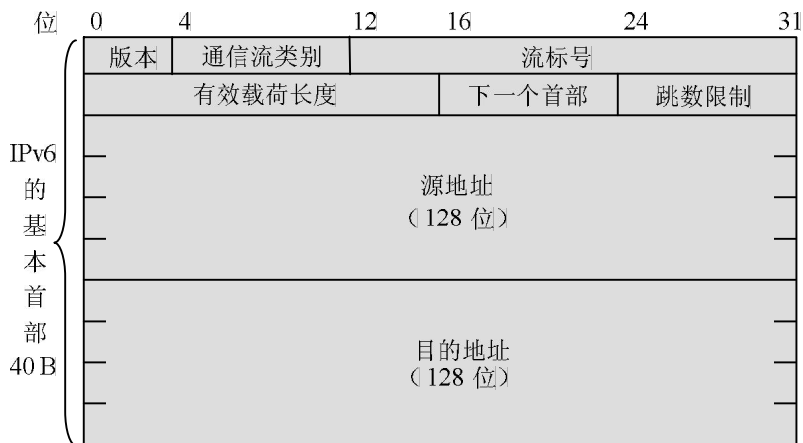 位 0 4 12 16 24 31
版本 通信流类别 流标号
有效载荷长度 下一个首部 跳数限制
IPv6
的
基
本
首
部
40 B
源地址
（128 位）
目的地址
（128 位）